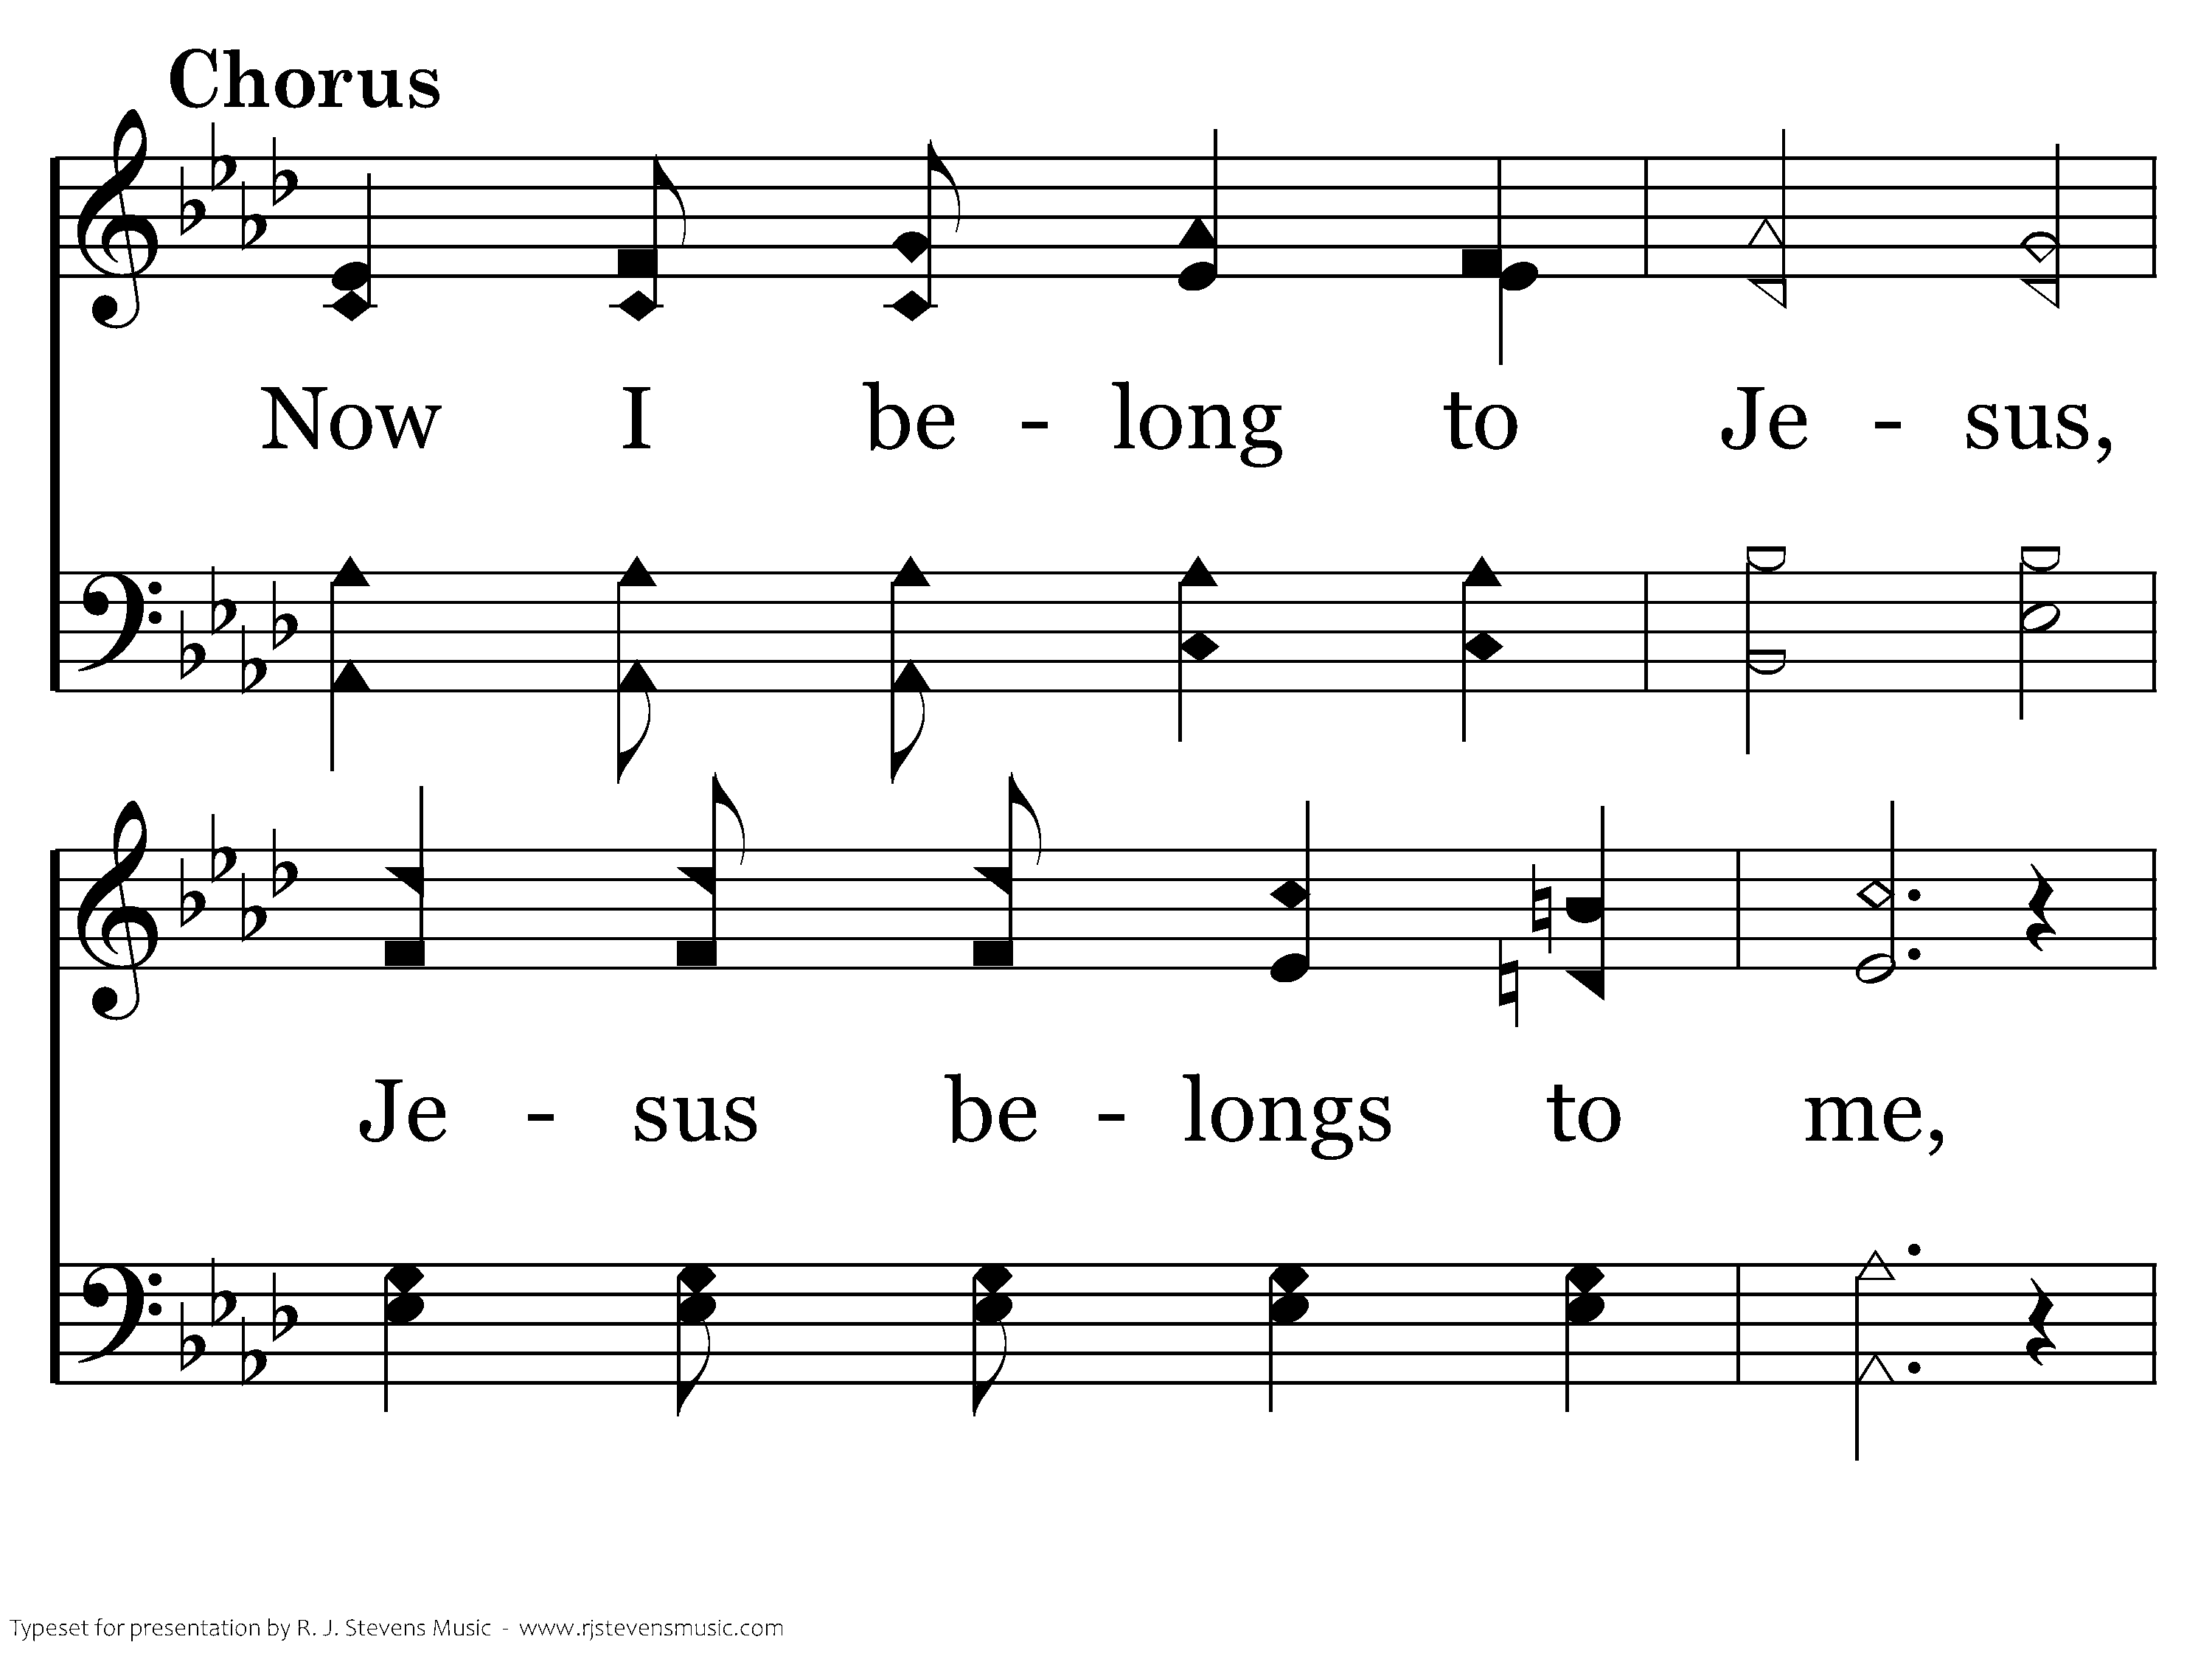 Chorus
Now I be - long to Je - sus,
Je - sus be - longs to me,
Typeset for presentation by R. J. Stevens Music - www.rjstevensmusic.com